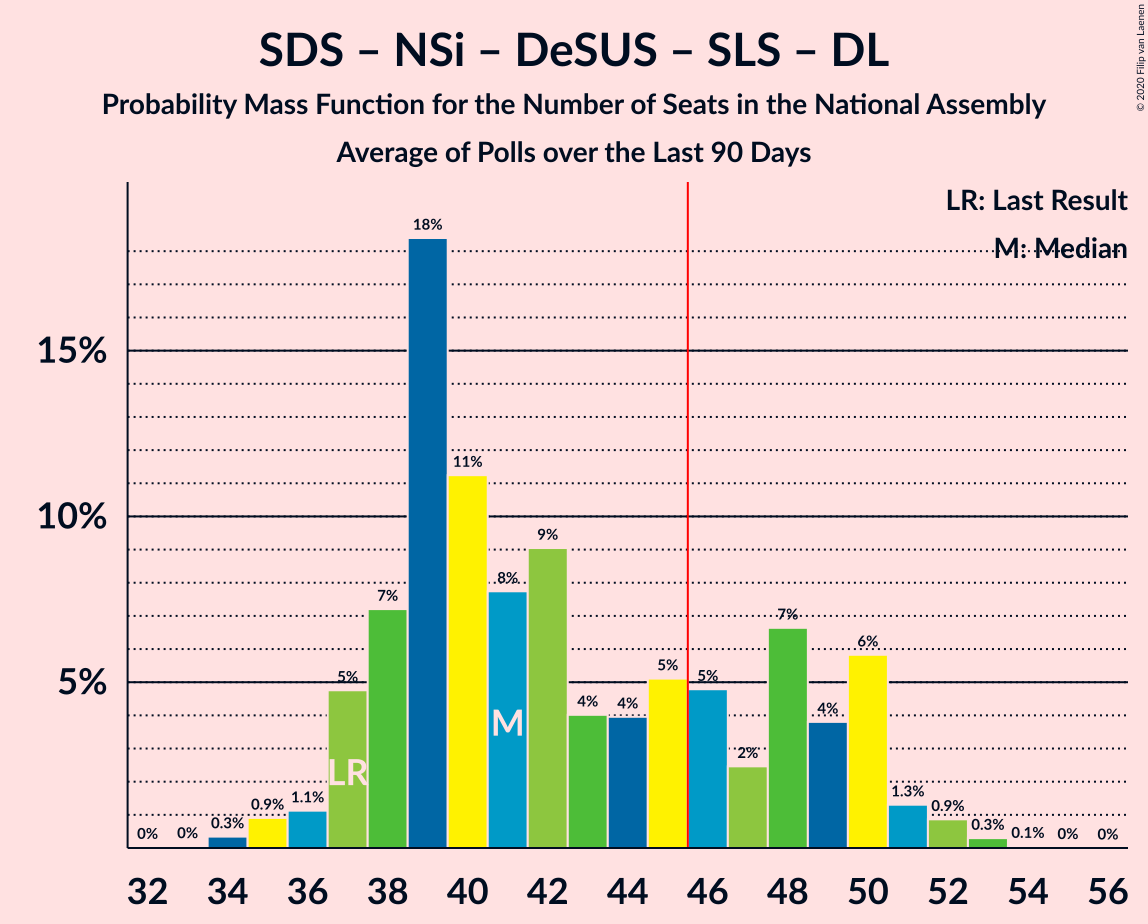 SDS – NSi – DeSUS – SLS – DL
Probability Mass Function for the Number of Seats in the National Assembly
Average of Polls over the Last 90 Days
© 2020 Filip van Laenen
LR: Last Result
M: Median
15%
10%
5%
0% 0% 0.3% 0.9% 1.1% 5% 7% 18% 11% 8% 9% 4% 4% 5% 5% 2% 7% 4% 6% 1.3% 0.9% 0.3% 0.1% 0% 0%
LR
M
32 34 36 38 40 42 44 46 48 50 52 54 56